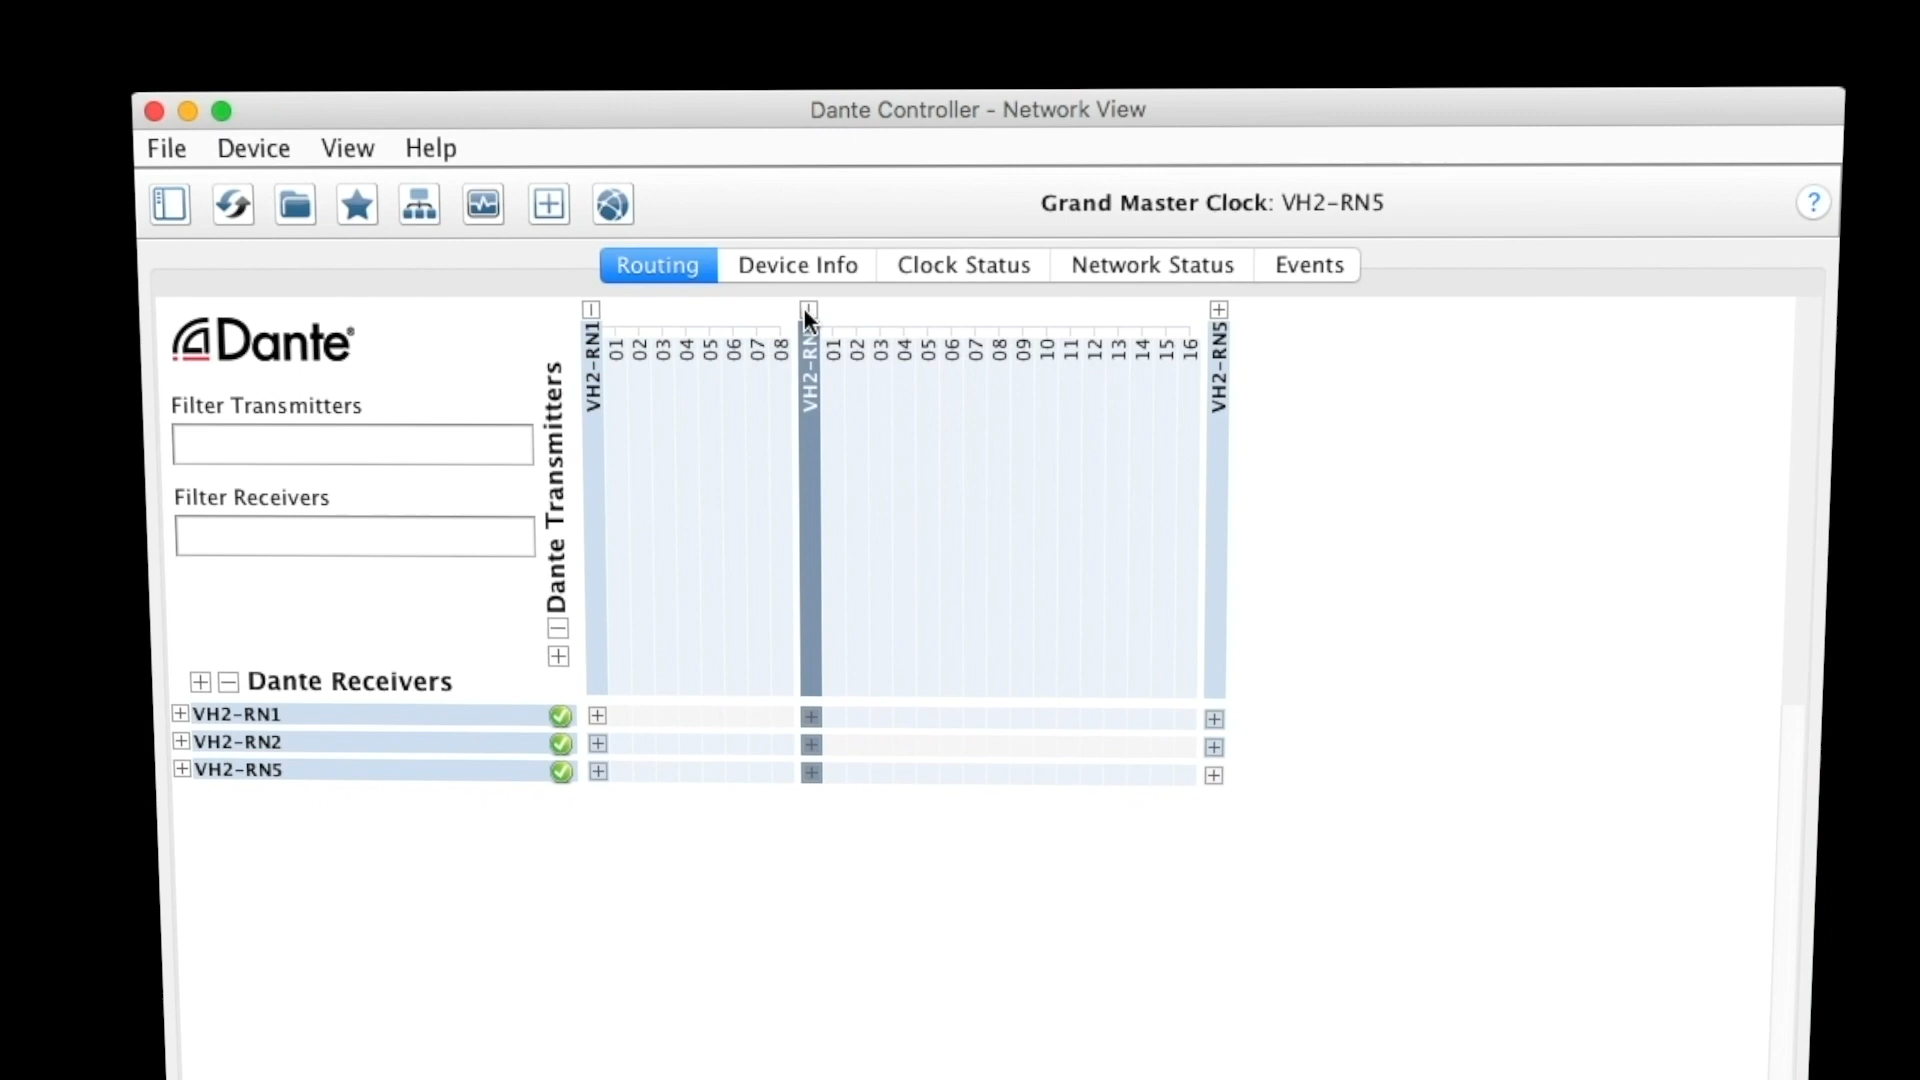 Dante Controller - Network View
File Device View Help
Grand Master Clock: VH2-RN5
?
Routing Device Info Clock Status Network Status Events
Dante®
Filter Transmitters
Filter Receivers
Dante Transmitters
VH2-RN1
01 02 03 04 05 06 07 08
01 02 03 04 05 06 07 08 09 10 11 12 13 14 15 16
VH2-RN5
Dante Receivers
VH2-RN1
VH2-RN2
VH2-RN5